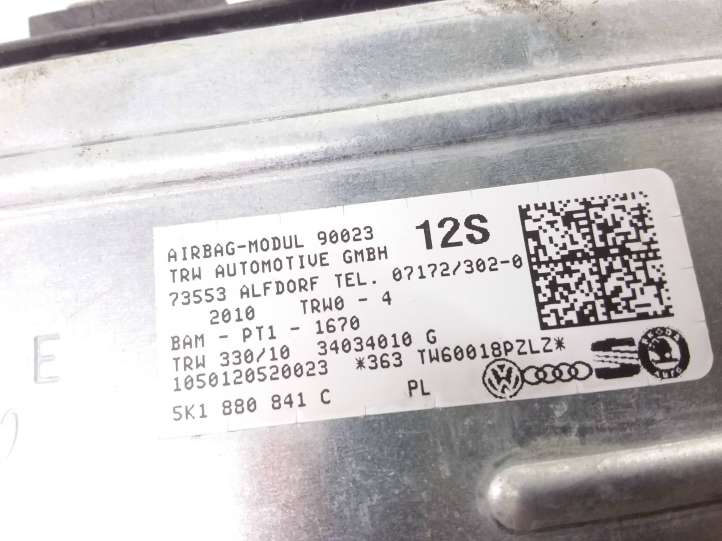 AIRBAG-MODUL 90023 12S
TRW AUTOMOTIVE GMBH
73553 ALFDORF TEL. 07172/302-0
2010 TRW0 - 4
BAM - PT1 - 1670
TRW 330/10 34034010 G
1050120520023 *363 TW60018PZLZ*
5K1 880 841 C PL
E